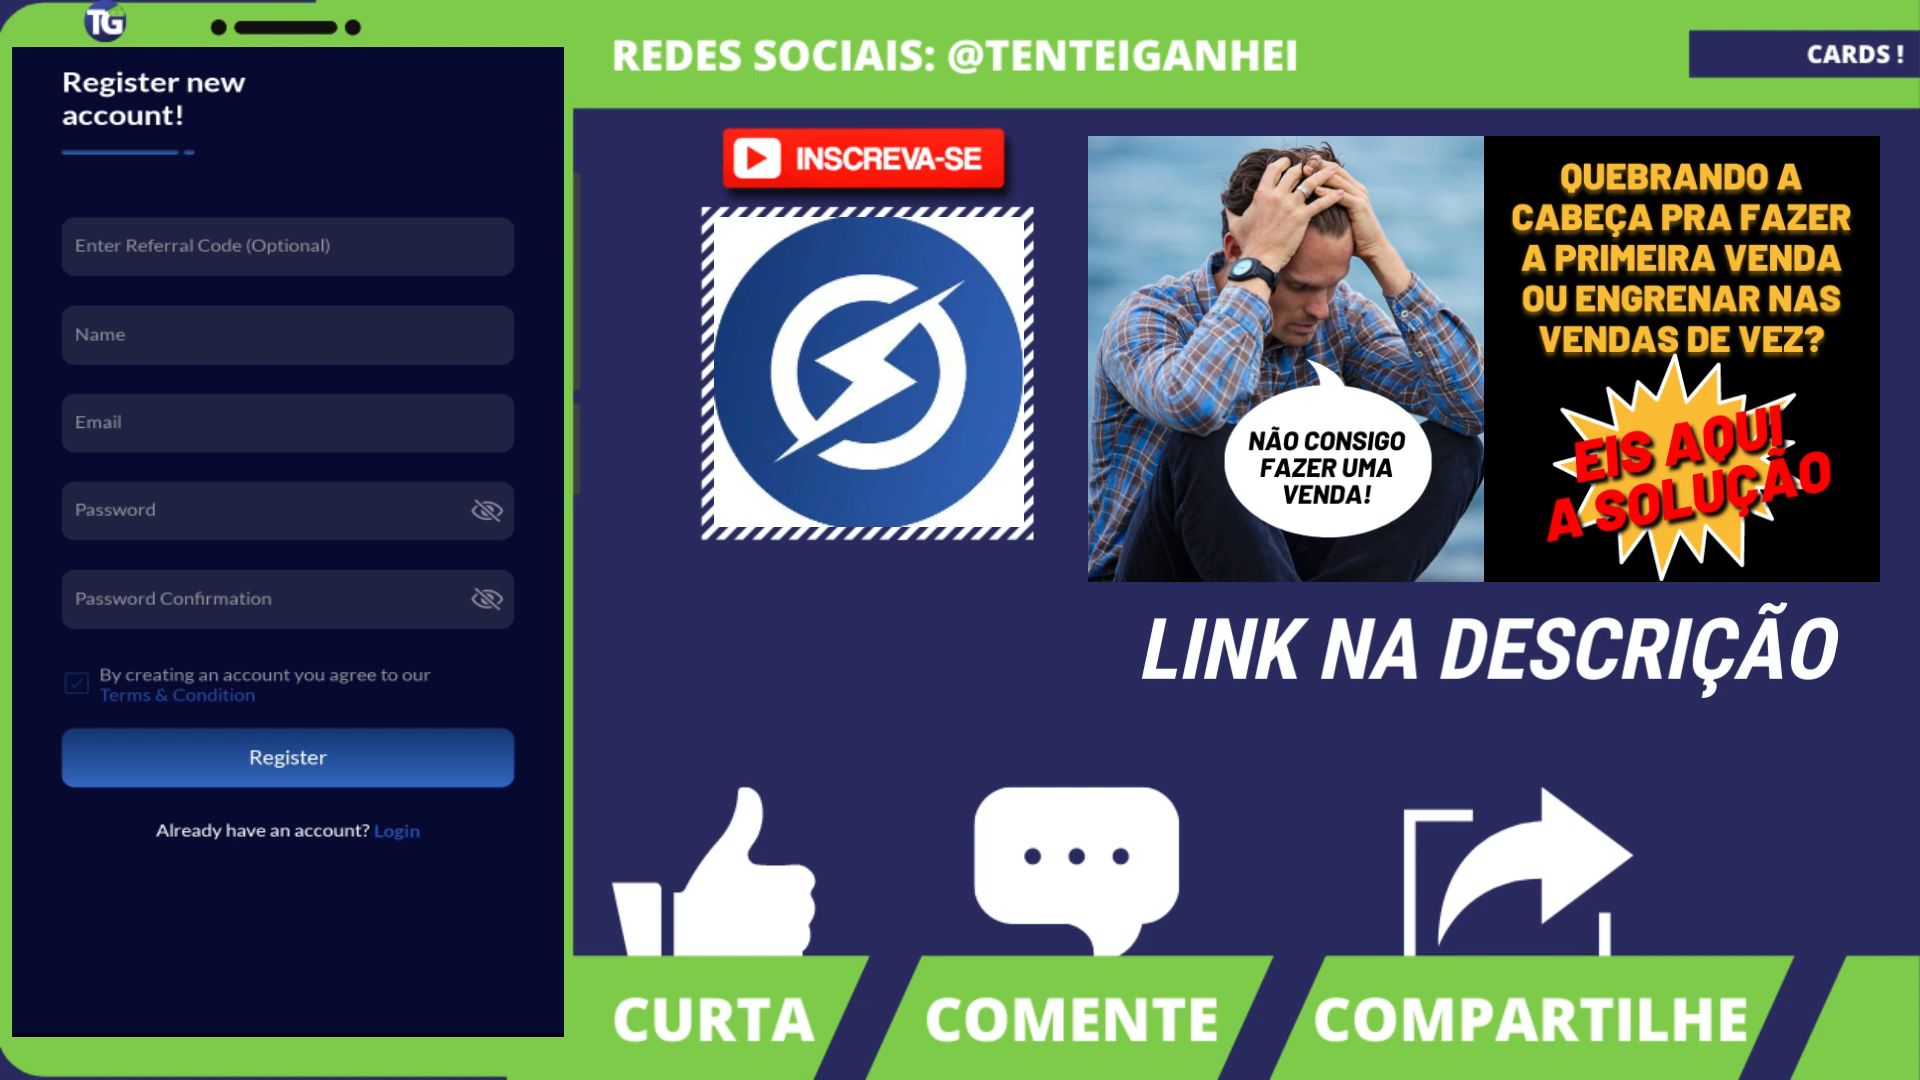 TG
Register new
account!
Enter Referral Code (Optional)
Name
Email
Password
Password Confirmation
By creating an account you agree to our
Terms & Condition
Register
Already have an account? Login
REDES SOCIAIS: @TENTEIGANHEI
CARDS !
INSCREVA-SE
NÃO CONSIGO
FAZER UMA
VENDA!
QUEBRANDO A
CABEÇA PRA FAZER
A PRIMEIRA VENDA
OU ENGRENAR NAS
VENDAS DE VEZ?
EIS AQUI
A SOLUÇÃO
LINK NA DESCRIÇÃO
CURTA
COMENTE
COMPARTILHE